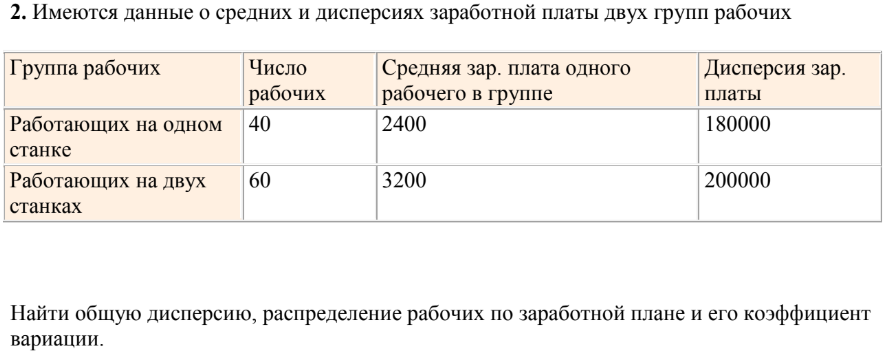 2. Имеются данные о средних и дисперсиях заработной платы двух групп рабочих
Группа рабочих
Число
рабочих
Средняя зар. плата одного
рабочего в группе
Дисперсия зар.
платы
Работающих на одном
станке
40
2400
180000
Работающих на двух
станках
60
3200
200000
Найти общую дисперсию, распределение рабочих по заработной плане и его коэффициент
вариации.